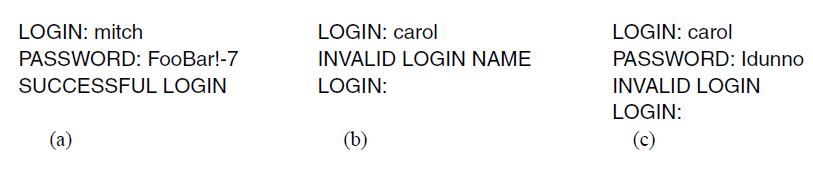 LOGIN: mitch
PASSWORD: FooBar!-7
SUCCESSFUL LOGIN
(a)
LOGIN: carol
INVALID LOGIN NAME
LOGIN:
(b)
LOGIN: carol
PASSWORD: Idunno
INVALID LOGIN
LOGIN:
(c)